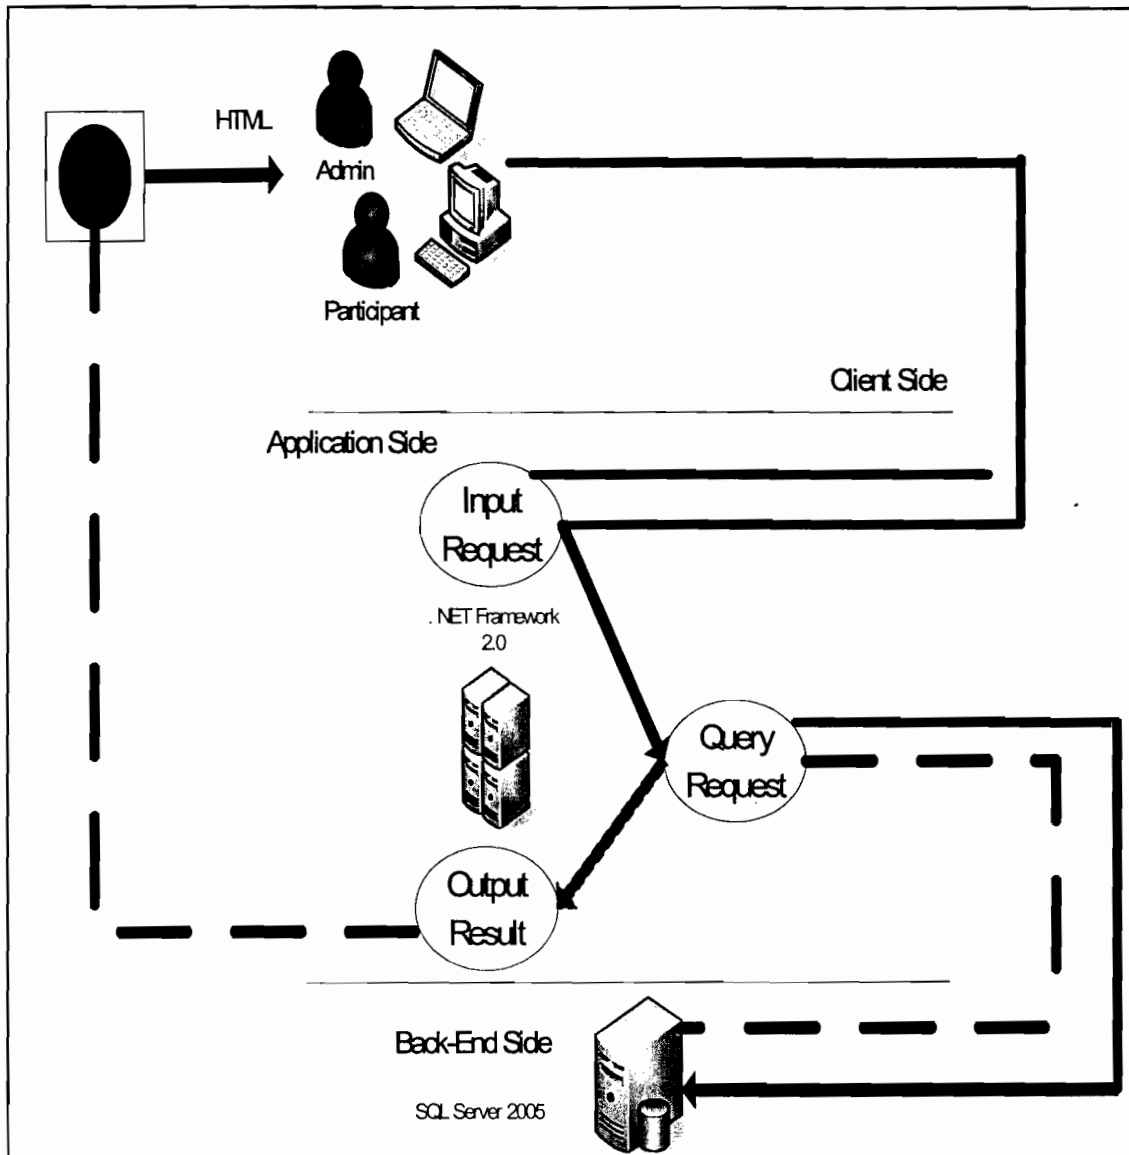 HTML
Admin
Participant
Client Side
Application Side
Input
Request
. NET Framework
2.0
Query
Request
Output
Result
Back-End Side
SQL Server 2005